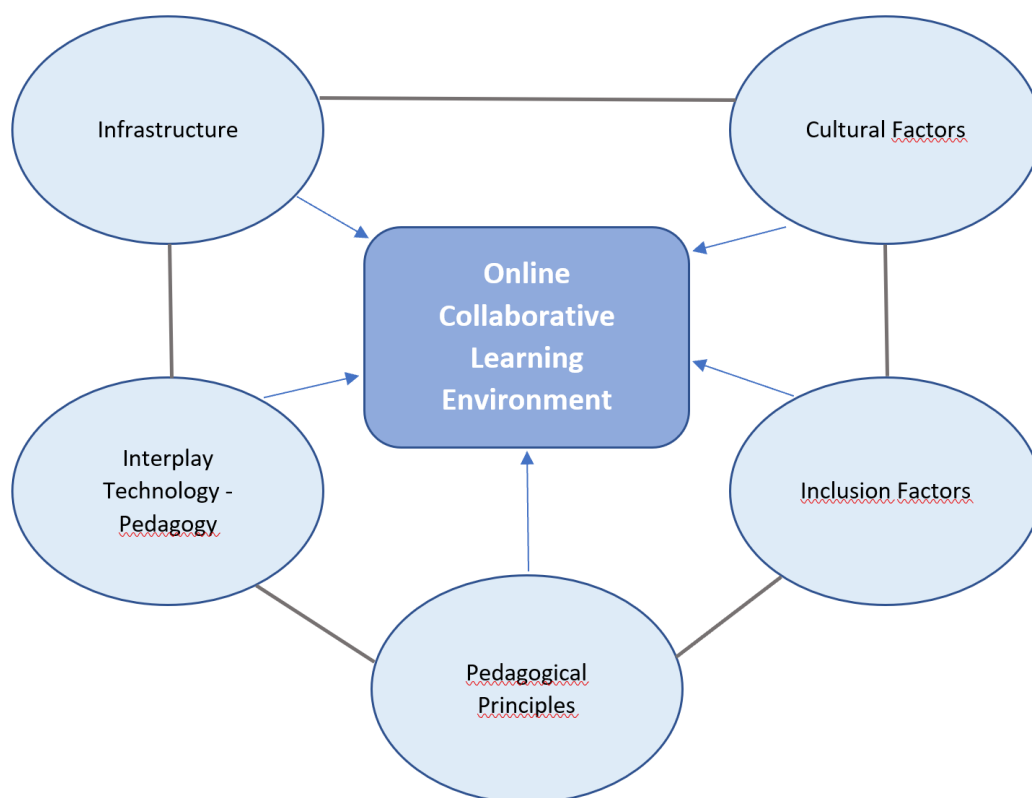 Infrastructure
Cultural Factors
Online
Collaborative
Learning
Environment
Interplay
Technology -
Pedagogy
Inclusion Factors
Pedagogical
Principles